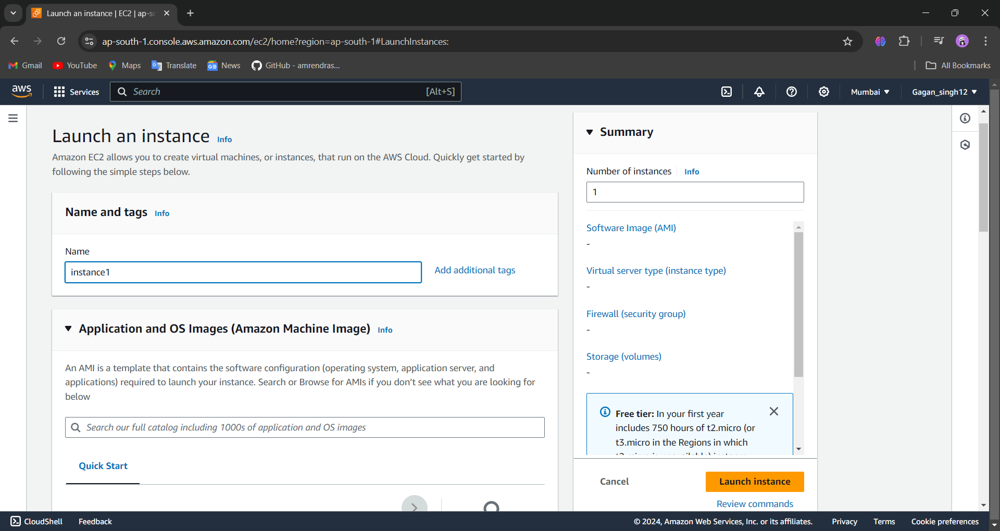 Launch an instance | EC2 | ap-sc
ap-south-1.console.aws.amazon.com/ec2/home?region=ap-south-1#LaunchInstances:
Gmail
YouTube
Maps
Translate
News
GitHub - amrendras...
All Bookmarks
aws
Services
Search
[Alt+S]
Mumbai
Gagan_singh12
Launch an instance Info
Amazon EC2 allows you to create virtual machines, or instances, that run on the AWS Cloud. Quickly get started by
following the simple steps below.
Name and tags Info
Name
instance1
Add additional tags
Application and OS Images (Amazon Machine Image) Info
An AMI is a template that contains the software configuration (operating system, application server, and
applications) required to launch your instance. Search or Browse for AMIs if you don't see what you are looking for
below
Search our full catalog including 1000s of application and OS images
Quick Start
Summary
Number of instances Info
1
Software Image (AMI)
-
Virtual server type (instance type)
-
Firewall (security group)
-
Storage (volumes)
-
Free tier: In your first year
includes 750 hours of t2.micro (or
t3.micro in the Regions in which
Cancel
Launch instance
Review commands
CloudShell
Feedback
© 2024, Amazon Web Services, Inc. or its affiliates.
Privacy
Terms
Cookie preferences